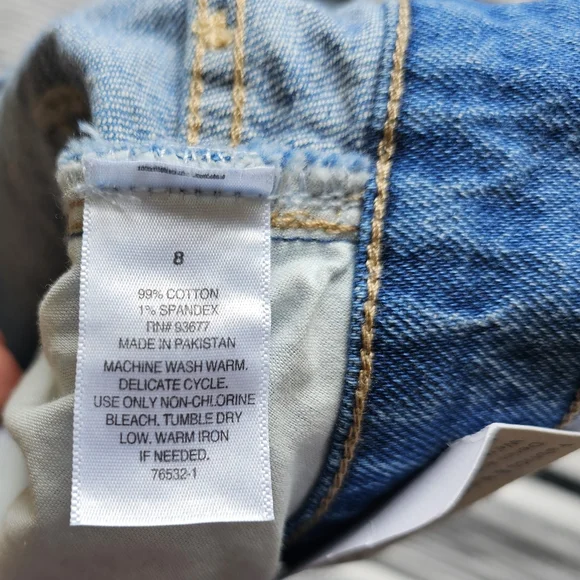 8
99% COTTON
1% SPANDEX
RN# 93677
MADE IN PAKISTAN
MACHINE WASH WARM.
DELICATE CYCLE.
USE ONLY NON-CHLORINE
BLEACH. TUMBLE DRY
LOW. WARM IRON
IF NEEDED.
76532-1